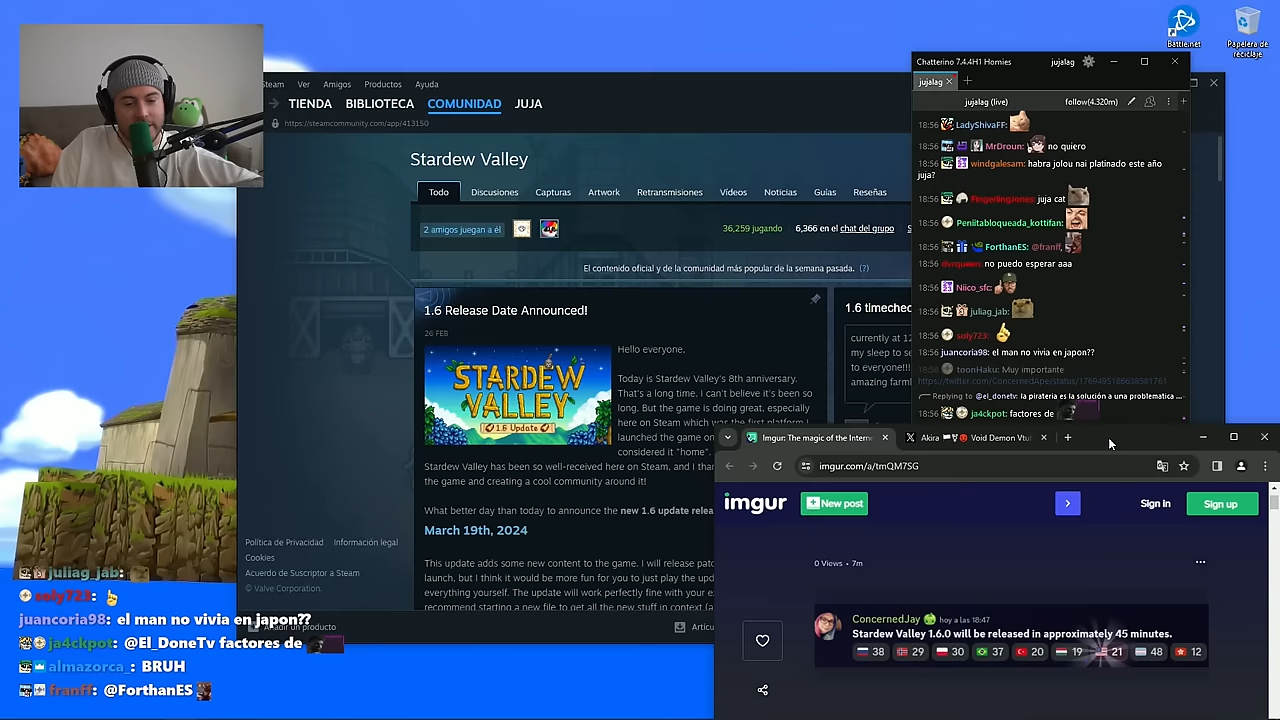 Steam Ver Amigos Productos Ayuda
TIENDA BIBLIOTECA COMUNIDAD JUJA
https://steamcommunity.com/app/413150
Stardew Valley
Todo Discusiones Capturas Artwork Retransmisiones Vídeos Noticias Guías Reseñas
2 amigos juegan a él
36,259 jugando 6,366 en el chat del grupo
El contenido oficial y de la comunidad más popular de la semana pasada. (?)
1.6 Release Date Announced!
26 FEB
STARDEW
VALLEY
1.6 Update
Hello everyone,
Today is Stardew Valley's 8th anniversary.
That's a long time, I can't believe it's been so
long. But the game is doing great, especially
here on Steam which was the first platform I
launched the game on
considered it "home".
Stardew Valley has been so well-received here on Steam, and I
the game and creating a cool community around it!
What better day than today to announce the new 1.6 update
March 19th, 2024
This update adds some new content to the game. I will release
launch, but I think it would be more fun for you to just play the
everything yourself. The update will work perfectly fine with your
recommend starting a new file to get all the new stuff in context
1.6
currently at
my sleep
to everyone!!!
amazing
Política de Privacidad Información legal
Cookies
Acuerdo de Suscriptor a Steam
© Valve Corporation.
Añadir un producto
Battle.net
Papelera de
reciclaje
Chatterino 7.4.4H1 Homies jujalag
jujalag
jujalag (live) follow(4.320m)
18:56 LadyShivaFF:
18:56 MrDroun: no quiero
18:56 windgalesam: habra jolou nai platinado este año
juja?
18:56 FingerlingJones: juja cat
18:56 Peniitabloqueada_kottifan:
18:56 ForthanES: @franff,
18:56 dvrqueen: no puedo esperar aaa
18:56 Niico_sfc:
18:56 juliag_jab:
18:56 soly723:
18:56 juancoria98: el man no vivia en japon??
18:56 toonHaku: Muy importante
https://twitter.com/ConcernedApe/status/1769495186638581761
Replying to @el_donetv: la pirateria es la solución a una problematica ...
18:56 ja4ckpot: factores de
Imgur: The magic of the Interne
Akira
Void Demon Vtu
imgur.com/a/tmQM7SG
imgur New post Sign in Sign up
0 Views • 7m
ConcernedJay hoy a las 18:47
Stardew Valley 1.6.0 will be released in approximately 45 minutes.
38 29 30 37 20 19 21 48 12
juliag_jab:
soly723:
juancoria98: el man no vivia en japon??
ja4ckpot: @El_DoneTv factores de
almazorca_: BRUH
franff: @ForthanES